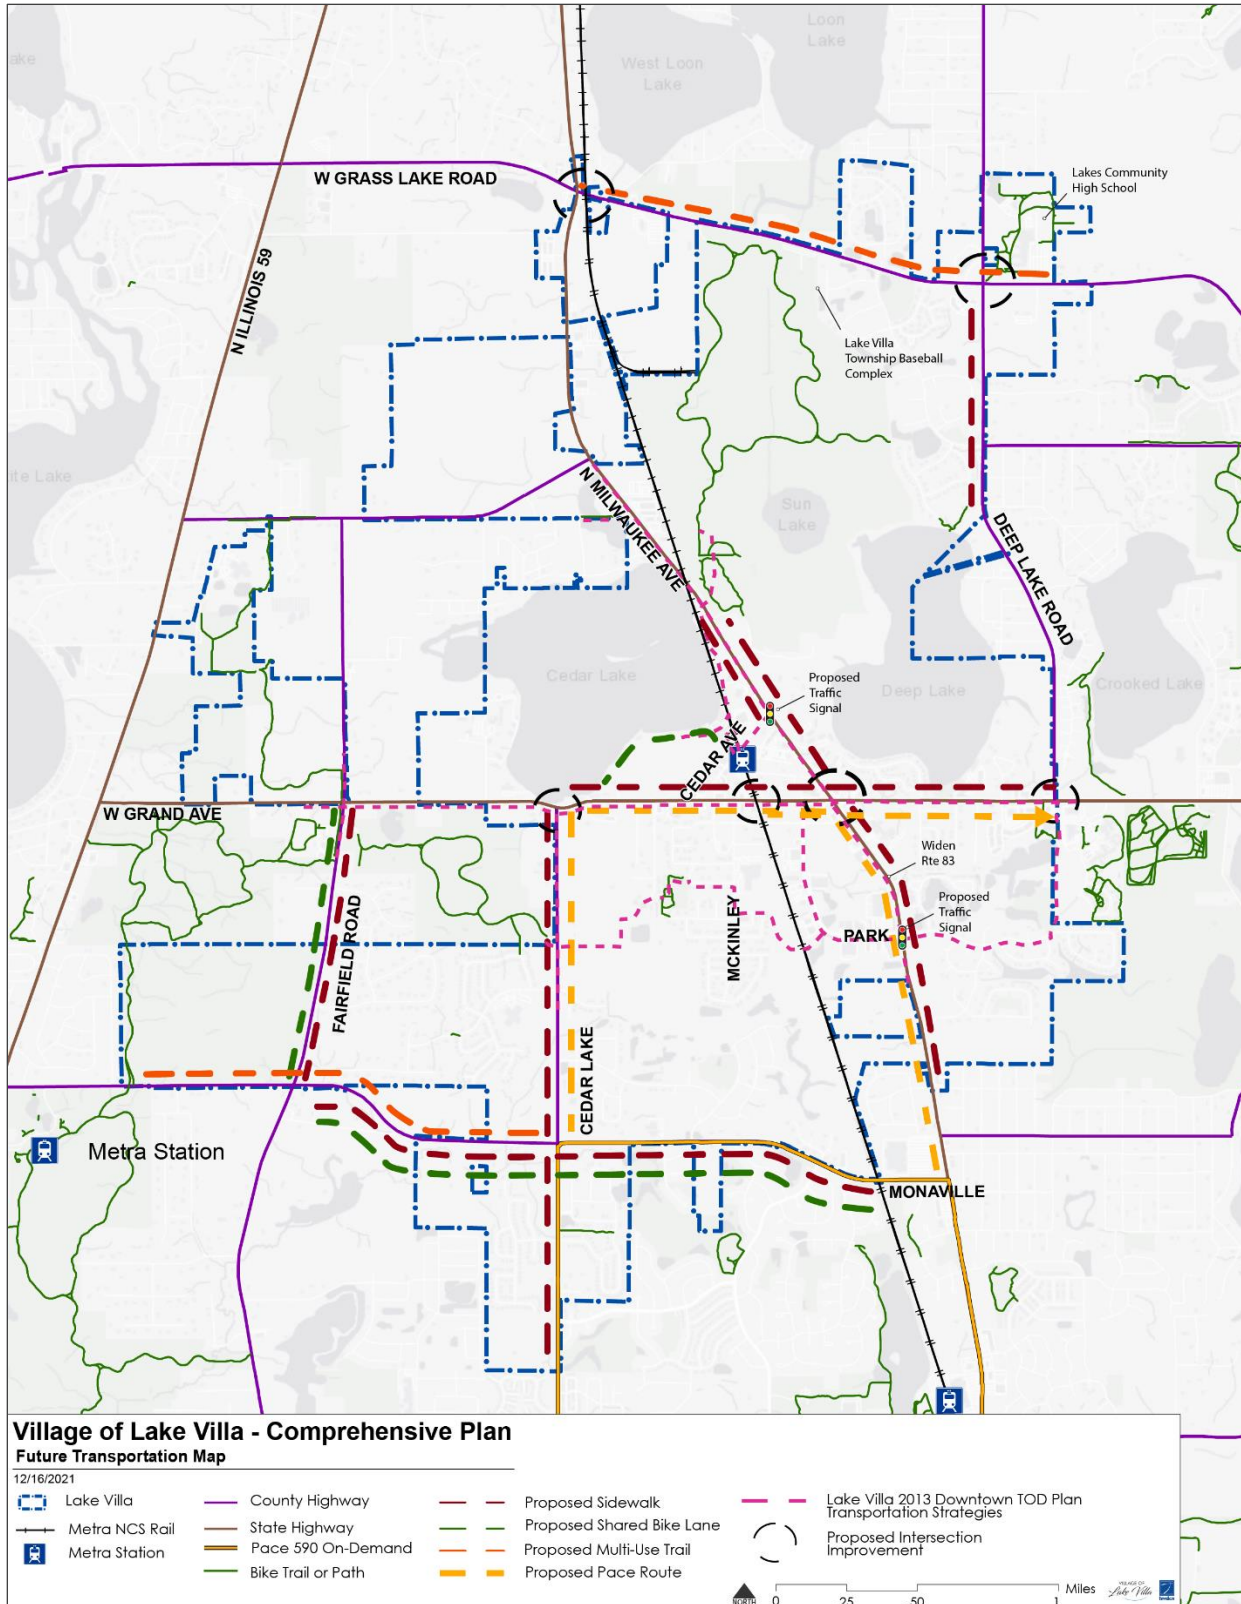 Loon
Lake
West Loon
Lake
ake
W GRASS LAKE ROAD
Lakes Community
High School
N ILLINOIS 59
Lake Villa
Township Baseball
Complex
ite Lake
N MILWAUKEE AVE
Sun
Lake
DEEP LAKE ROAD
Cedar Lake
Proposed
Traffic
Signal
Deep Lake
Crooked Lake
CEDAR AVE
W GRAND AVE
Widen
Rte 83
Proposed
Traffic
Signal
PARK
FAIRFIELD ROAD
MCKINLEY
CEDAR LAKE
Metra Station
MONAVILLE
Village of Lake Villa - Comprehensive Plan
Future Transportation Map
12/16/2021
Lake Villa
Metra NCS Rail
Metra Station
County Highway
State Highway
Pace 590 On-Demand
Bike Trail or Path
Proposed Sidewalk
Proposed Shared Bike Lane
Proposed Multi-Use Trail
Proposed Pace Route
Lake Villa 2013 Downtown TOD Plan
Transportation Strategies
Proposed Intersection
Improvement
NORTH
0 25 50 1 Miles
VILLAGE OF
Lake Villa